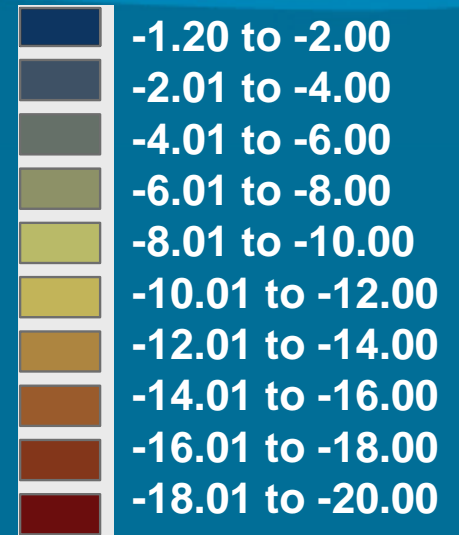 -1.20 to -2.00
-2.01 to -4.00
-4.01 to -6.00
-6.01 to -8.00
-8.01 to -10.00
-10.01 to -12.00
-12.01 to -14.00
-14.01 to -16.00
-16.01 to -18.00
-18.01 to -20.00